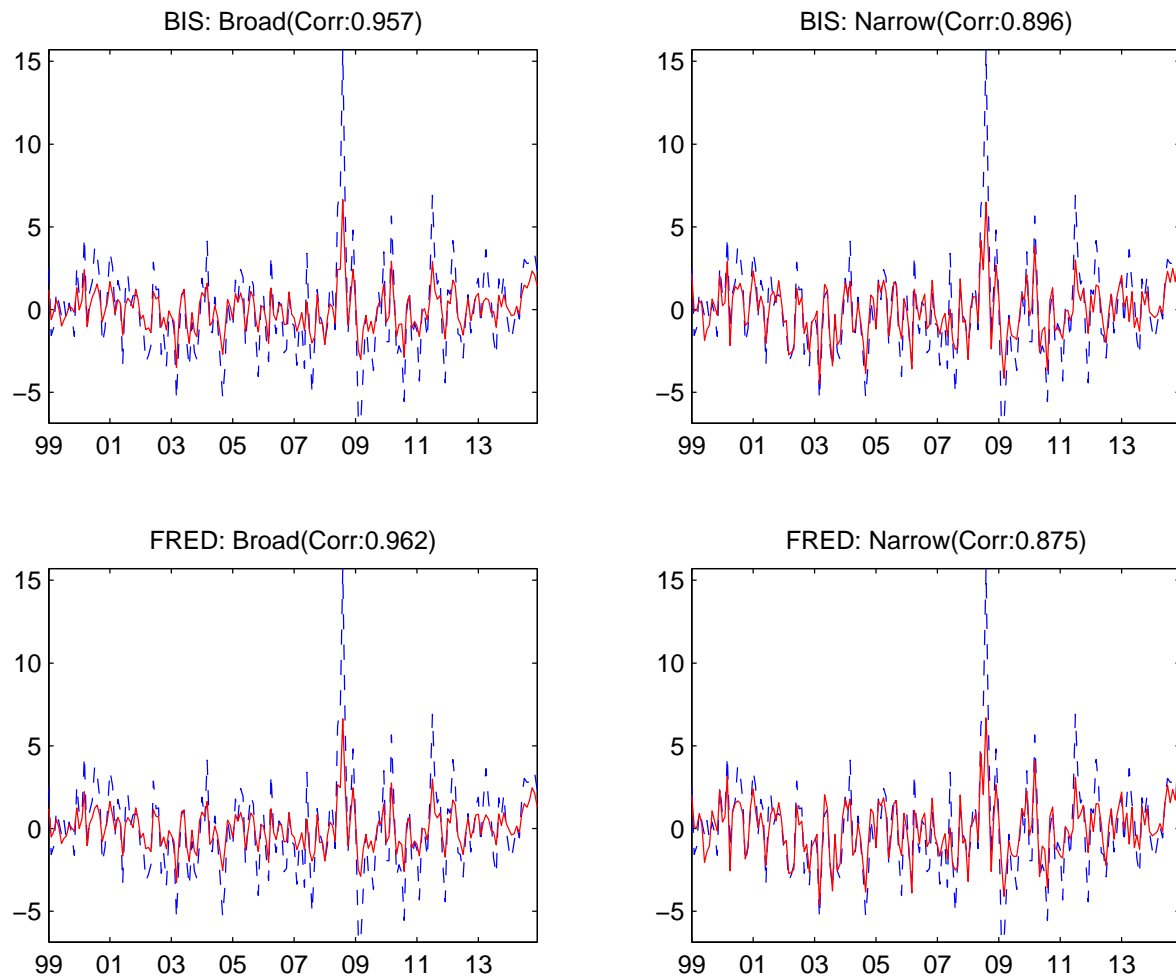 BIS: Broad(Corr:0.957)
15
10
5
0
−5
99 01 03 05 07 09 11 13
BIS: Narrow(Corr:0.896)
15
10
5
0
−5
99 01 03 05 07 09 11 13
FRED: Broad(Corr:0.962)
15
10
5
0
−5
99 01 03 05 07 09 11 13
FRED: Narrow(Corr:0.875)
15
10
5
0
−5
99 01 03 05 07 09 11 13